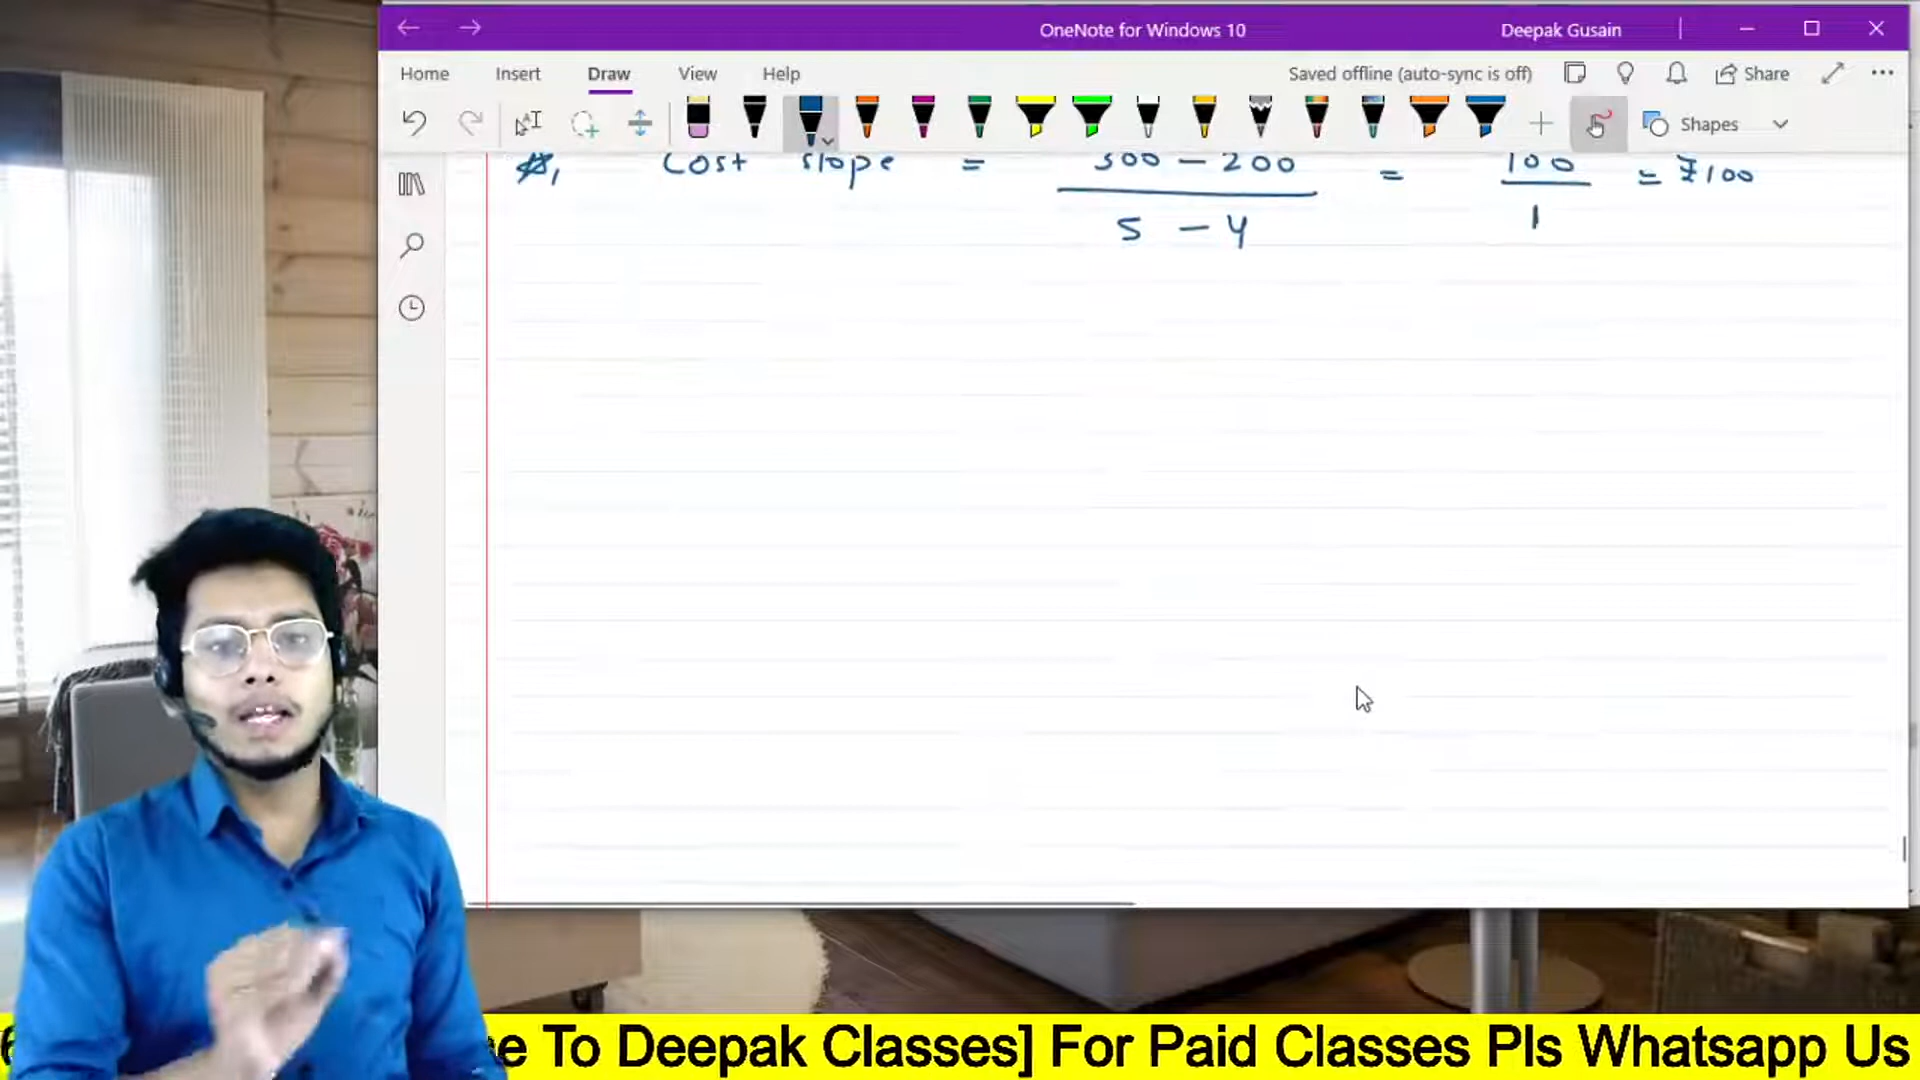 OneNote for Windows 10
Deepak Gusain
Home Insert Draw View Help
Saved offline (auto-sync is off)
Share
Shapes
Cost slope = 300 – 200 = 100 = ₹100
5 – 4 1
e To Deepak Classes] For Paid Classes Pls Whatsapp Us